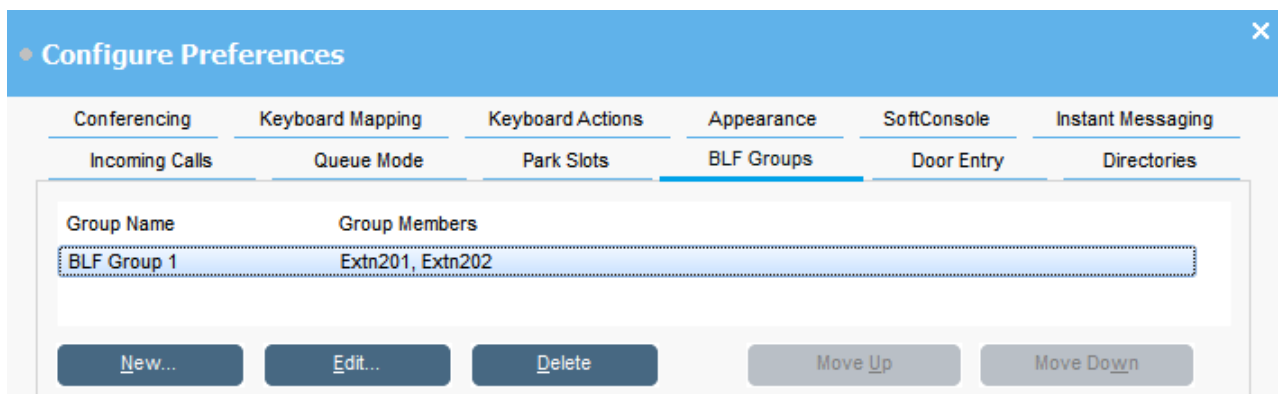 Configure Preferences
Conferencing Keyboard Mapping Keyboard Actions Appearance SoftConsole Instant Messaging
Incoming Calls Queue Mode Park Slots BLF Groups Door Entry Directories
Group Name Group Members
BLF Group 1 Extn201, Extn202
New... Edit... Delete Move Up Move Down